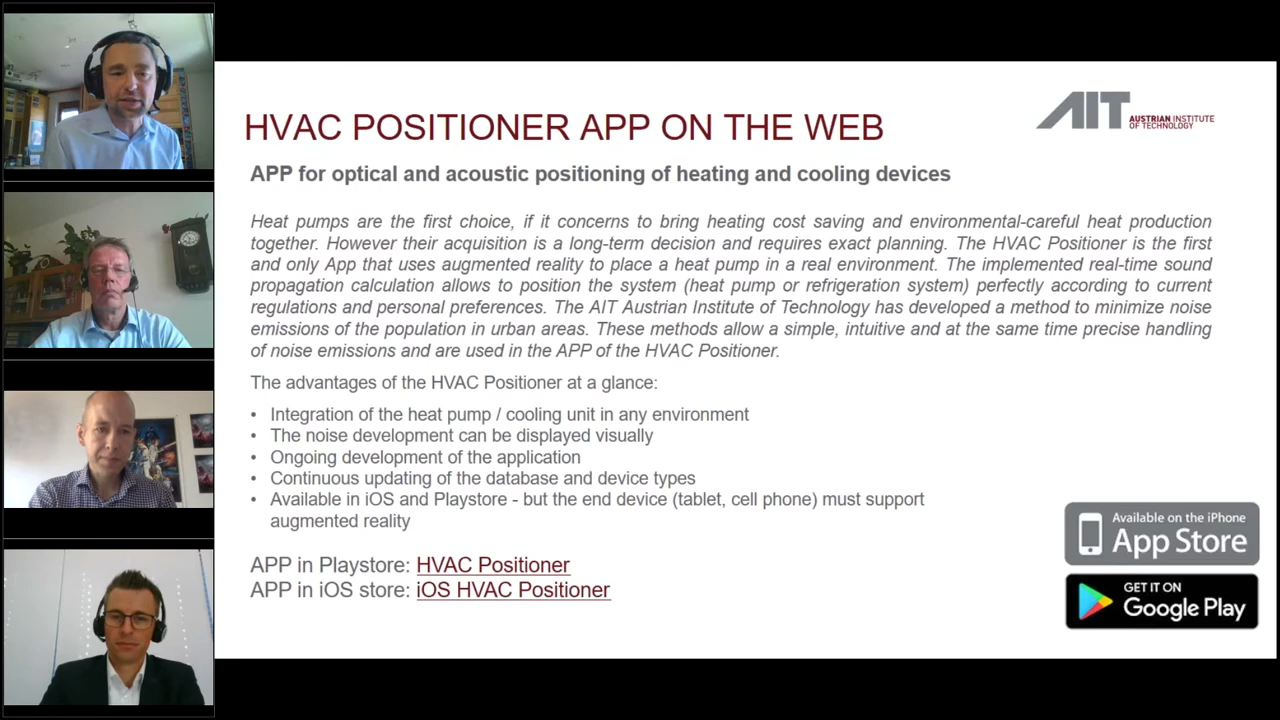 HVAC POSITIONER APP ON THE WEB
AIT AUSTRIAN INSTITUTE
OF TECHNOLOGY
APP for optical and acoustic positioning of heating and cooling devices
Heat pumps are the first choice, if it concerns to bring heating cost saving and environmental-careful heat production
together. However their acquisition is a long-term decision and requires exact planning. The HVAC Positioner is the first
and only App that uses augmented reality to place a heat pump in a real environment. The implemented real-time sound
propagation calculation allows to position the system (heat pump or refrigeration system) perfectly according to current
regulations and personal preferences. The AIT Austrian Institute of Technology has developed a method to minimize noise
emissions of the population in urban areas. These methods allow a simple, intuitive and at the same time precise handling
of noise emissions and are used in the APP of the HVAC Positioner.
The advantages of the HVAC Positioner at a glance:
• Integration of the heat pump / cooling unit in any environment
• The noise development can be displayed visually
• Ongoing development of the application
• Continuous updating of the database and device types
• Available in iOS and Playstore - but the end device (tablet, cell phone) must support
augmented reality
APP in Playstore: HVAC Positioner
APP in iOS store: iOS HVAC Positioner
Available on the iPhone
App Store
GET IT ON
Google Play